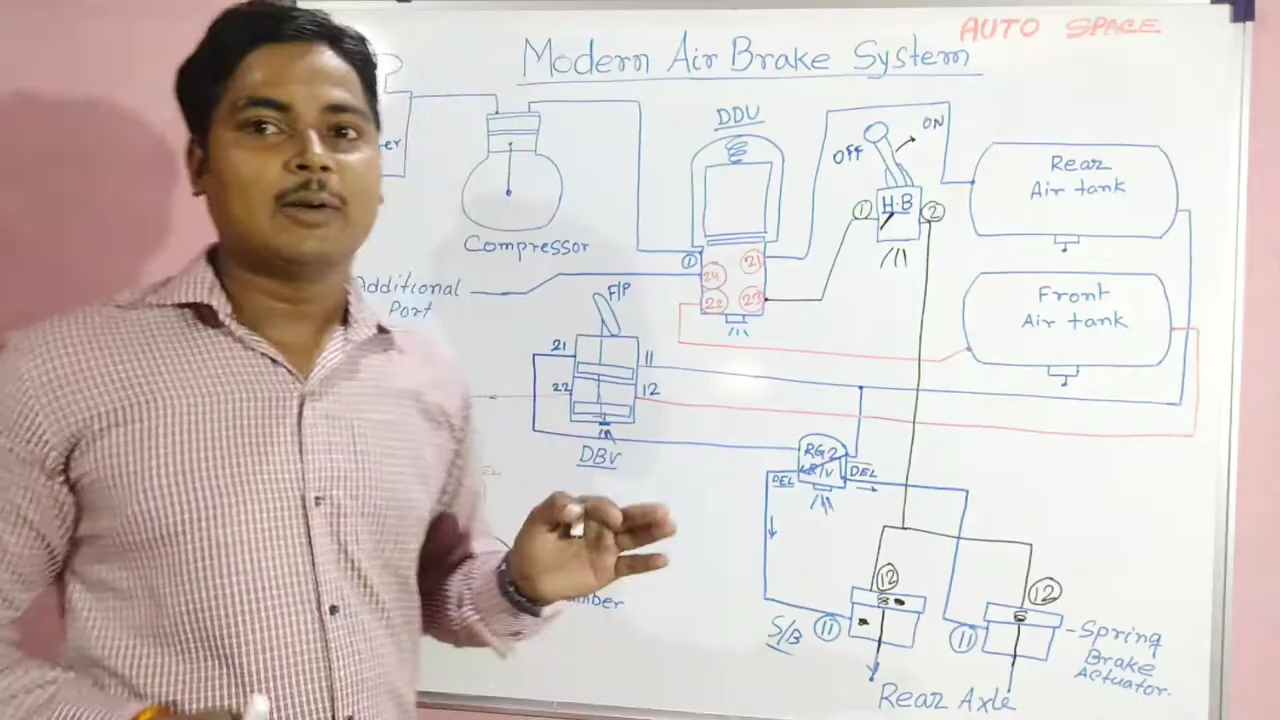 AUTO SPACE
Modern Air Brake System
P
er
Compressor
DDU
OFF
ON
H.B
1
2
Rear
Air tank
Front
Air tank
1
21
24
22
23
Additional
Port
F/P
21
11
22
12
DBV
RG2
R/V
DEL
DEL
12
12
S/B
11
11
Spring
Brake
Actuator.
Rear Axle
mber